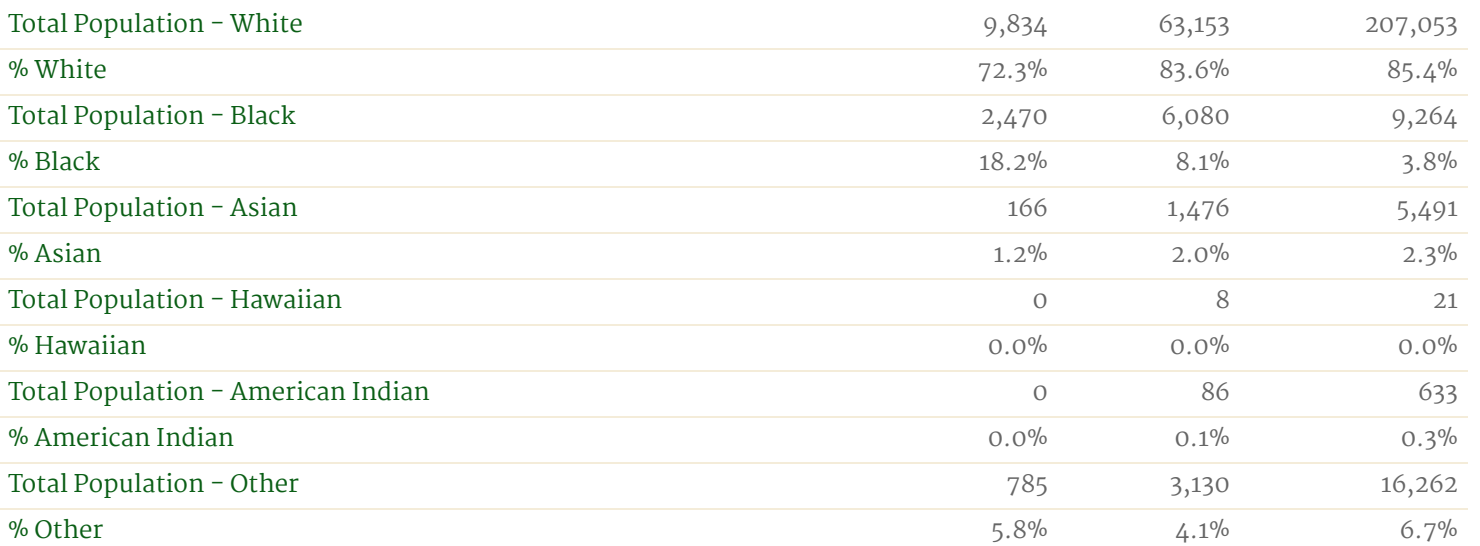 Total Population - White 9,834 63,153 207,053
% White 72.3% 83.6% 85.4%
Total Population - Black 2,470 6,080 9,264
% Black 18.2% 8.1% 3.8%
Total Population - Asian 166 1,476 5,491
% Asian 1.2% 2.0% 2.3%
Total Population - Hawaiian 0 8 21
% Hawaiian 0.0% 0.0% 0.0%
Total Population - American Indian 0 86 633
% American Indian 0.0% 0.1% 0.3%
Total Population - Other 785 3,130 16,262
% Other 5.8% 4.1% 6.7%